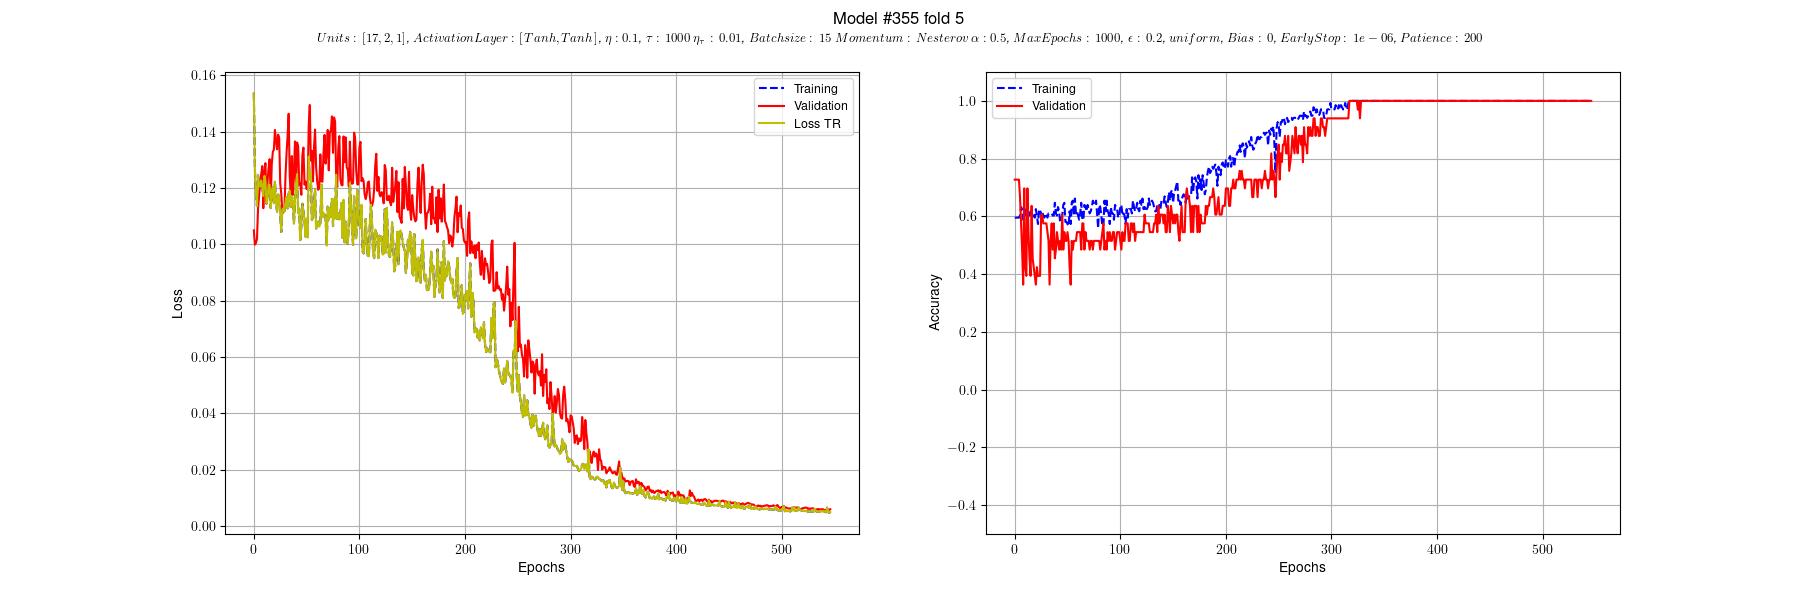 Model #355 fold 5
Units : [17, 2, 1], ActivationLayer : [Tanh, Tanh], η : 0.1, τ : 1000 η_τ : 0.01, Batchsize : 15 Momentum : Nesterov α : 0.5, MaxEpochs : 1000, ϵ : 0.2, uniform, Bias : 0, EarlyStop : 1e − 06, Patience : 200
Loss
0.16
0.14
0.12
0.10
0.08
0.06
0.04
0.02
0.00
Training
Validation
Loss TR
0 100 200 300 400 500
Epochs
Accuracy
1.0
0.8
0.6
0.4
0.2
0.0
−0.2
−0.4
Training
Validation
0 100 200 300 400 500
Epochs